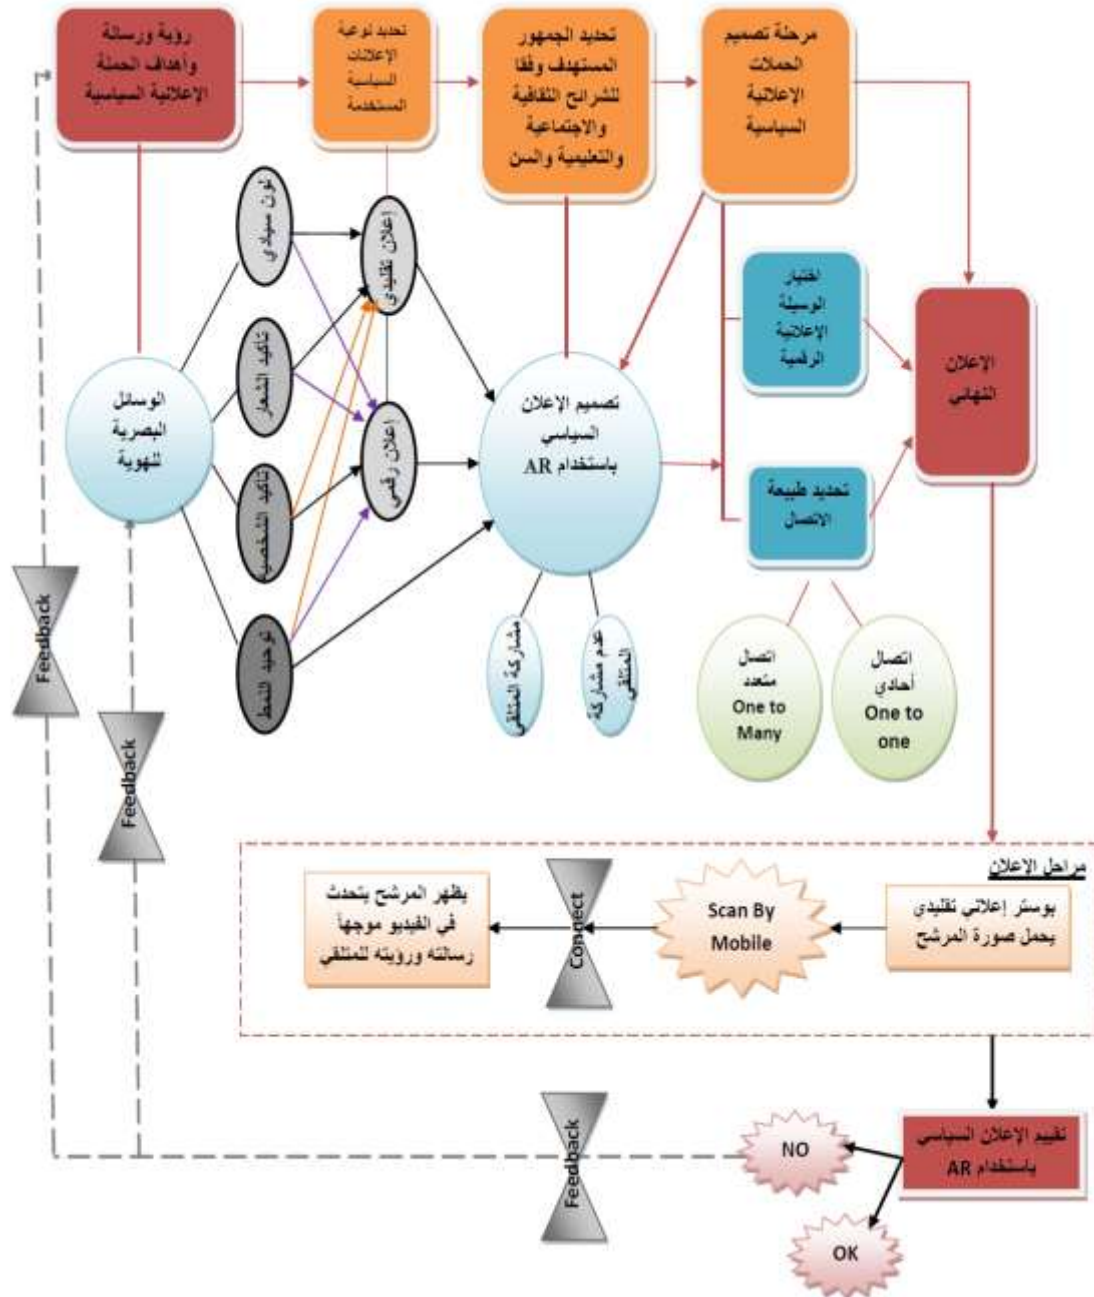 رؤية ورسالة
وأهداف الحملة
الإعلانية السياسية
تحديد نوعية
الإعلانات
السياسية
المستخدمة
تحديد الجمهور
المستهدف وفقا
للشرائح الثقافية
والاجتماعية
والتعليمية والسن
مرحلة تصميم
الحملات
الإعلانية
السياسية
لون سيادي
تأكيد الشعار
تأكيد الشخصية
توحيد النمط
إعلان تقليدي
إعلان رقمي
الوسائل
البصرية
للهوية
تصميم الإعلان
السياسي
باستخدام AR
اختيار
الوسيلة
الإعلانية
الرقمية
الإعلان
النهائي
تحديد طبيعة
الاتصال
مشاركة المتلقي
عدم مشاركة
المتلقي
اتصال
متعدد
One to
Many
اتصال
أحادي
One to
one
Feedback
Feedback
مراحل الإعلان
بوستر إعلاني تقليدي
يحمل صورة المرشح
Scan By
Mobile
Connect
يظهر المرشح يتحدث
في الفيديو موجهاً
رسالته ورؤيته للمتلقي
تقييم الإعلان السياسي
باستخدام AR
NO
OK
Feedback